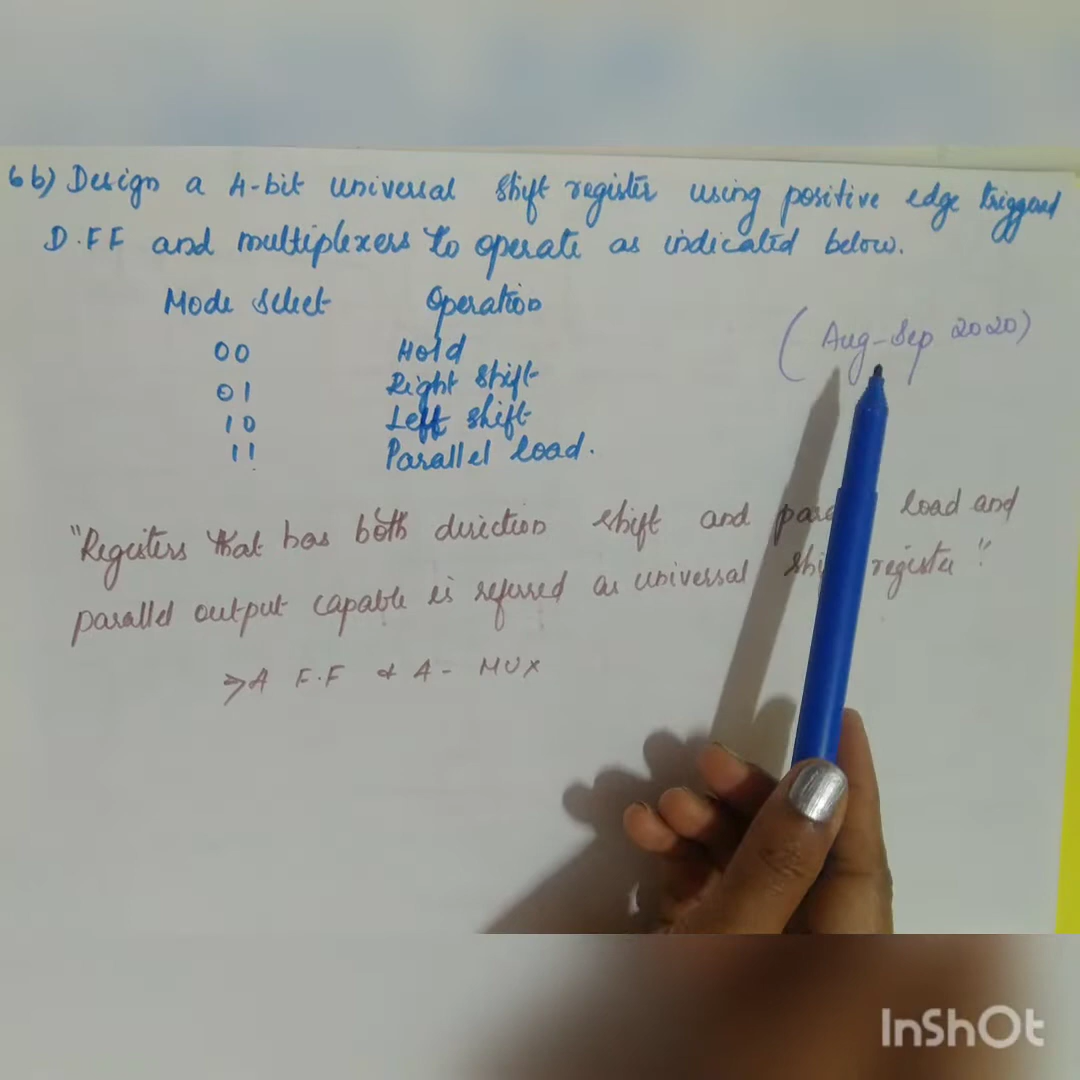 6b) Design a 4-bit universal shift register using positive edge triggered
D.FF and multiplexers to operate as indicated below.
Mode Select Operation
00 Hold
01 Right shift
10 Left shift
11 Parallel load.
(Aug-Sep 2020)
"Registers that has both direction shift and load and
parallel output capable is refered as universal register".
⇒ 4 F.F & 4- MUX
InShOt